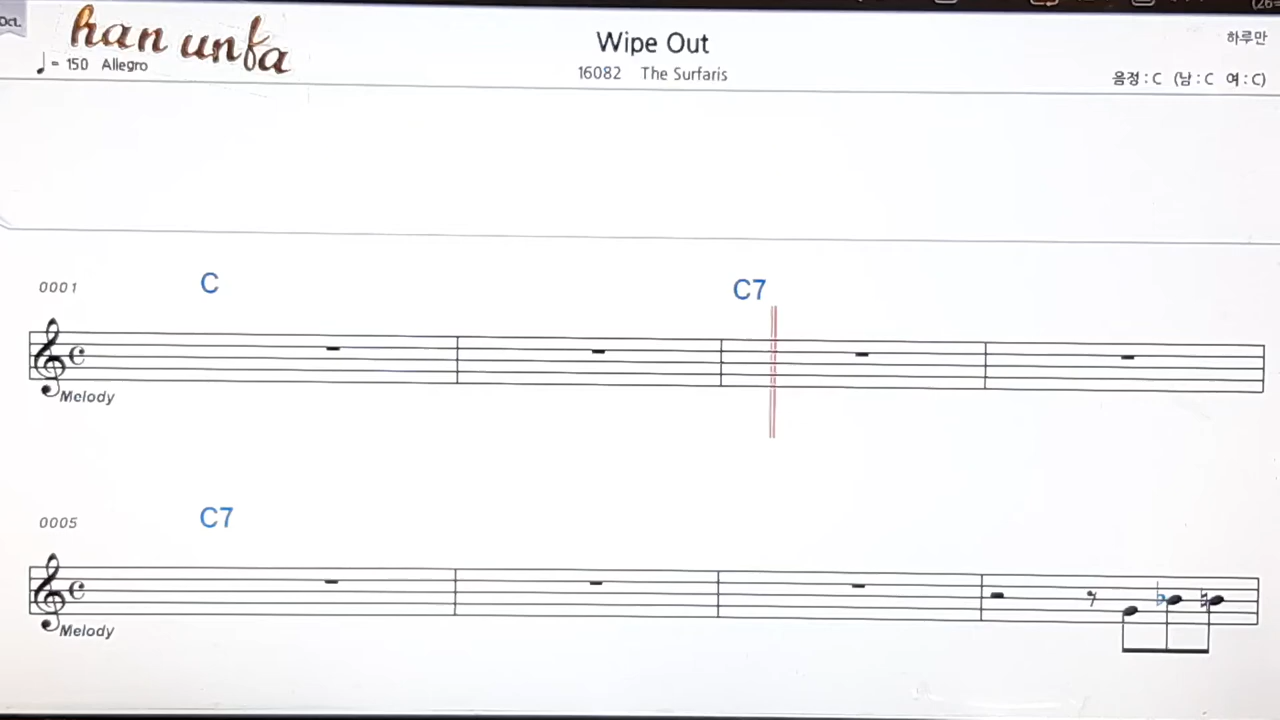 Oct.
han unfa
Wipe Out
하루만
♩ = 150 Allegro
16082 The Surfaris
음정 : C (남 : C 여 : C)
0001 C C7
Melody
0005 C7
Melody